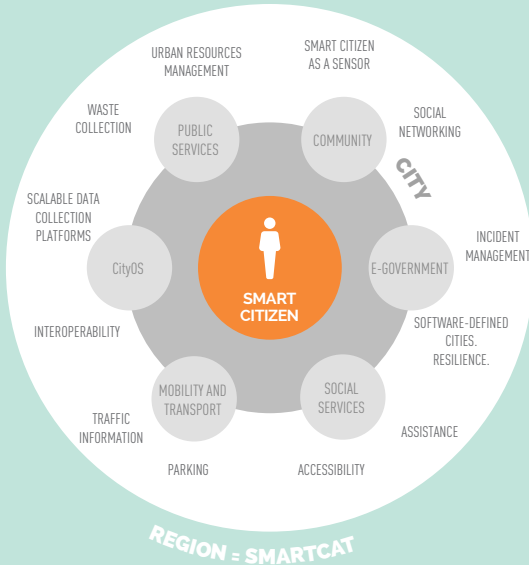 URBAN RESOURCES
MANAGEMENT
SMART CITIZEN
AS A SENSOR
WASTE
COLLECTION
PUBLIC
SERVICES
COMMUNITY
SOCIAL
NETWORKING
CITY
SCALABLE DATA
COLLECTION
PLATFORMS
CityOS
SMART
CITIZEN
E-GOVERNMENT
INCIDENT
MANAGEMENT
INTEROPERABILITY
SOFTWARE-DEFINED
CITIES.
RESILIENCE.
MOBILITY AND
TRANSPORT
SOCIAL
SERVICES
TRAFFIC
INFORMATION
ASSISTANCE
PARKING
ACCESSIBILITY
REGION = SMARTCAT